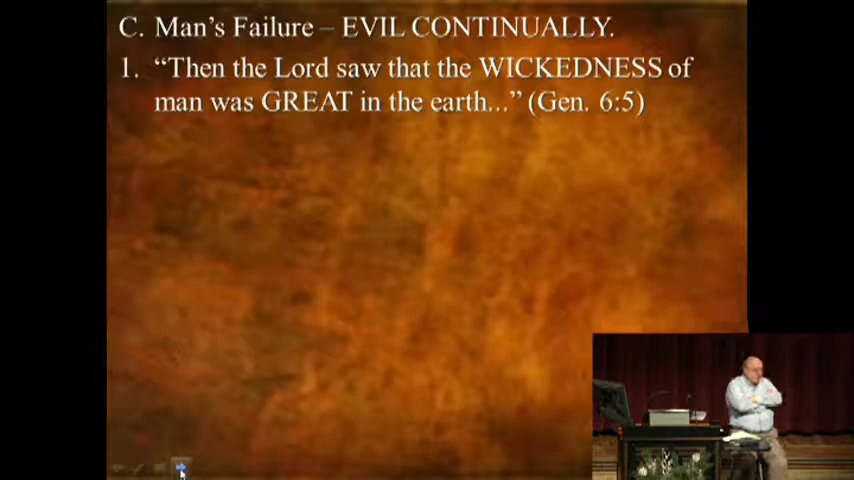 C. Man's Failure – EVIL CONTINUALLY.
1. “Then the Lord saw that the WICKEDNESS of
man was GREAT in the earth...” (Gen. 6:5)